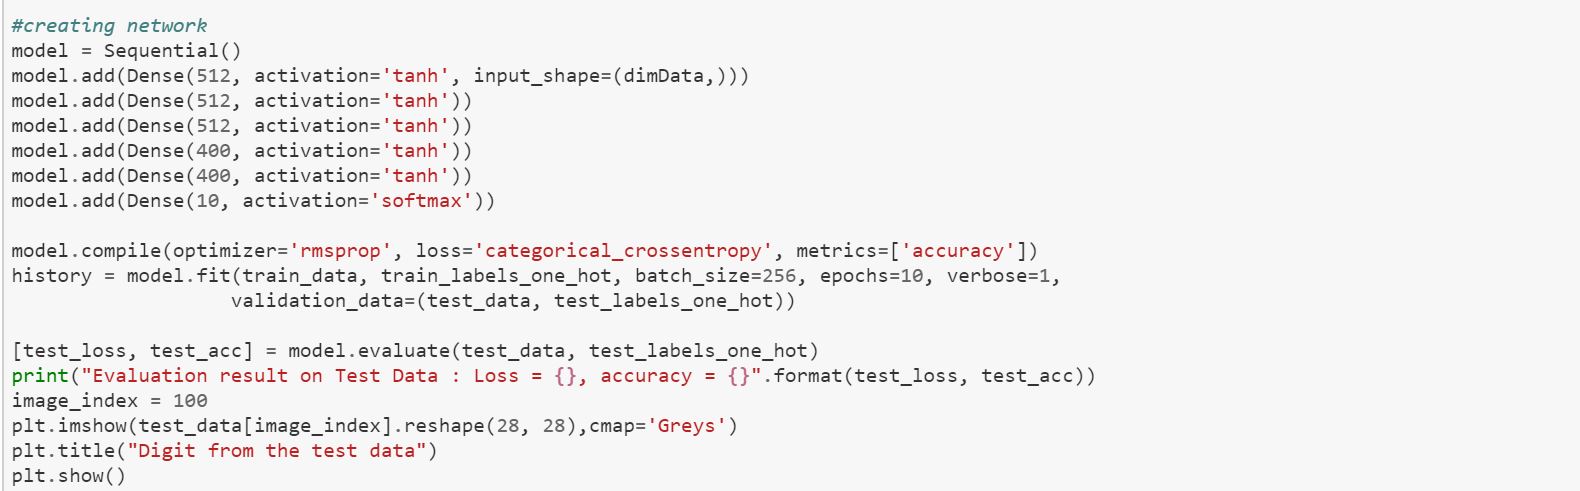 #creating network
model = Sequential()
model.add(Dense(512, activation='tanh', input_shape=(dimData,)))
model.add(Dense(512, activation='tanh'))
model.add(Dense(512, activation='tanh'))
model.add(Dense(400, activation='tanh'))
model.add(Dense(400, activation='tanh'))
model.add(Dense(10, activation='softmax'))

model.compile(optimizer='rmsprop', loss='categorical_crossentropy', metrics=['accuracy'])
history = model.fit(train_data, train_labels_one_hot, batch_size=256, epochs=10, verbose=1,
                   validation_data=(test_data, test_labels_one_hot))

[test_loss, test_acc] = model.evaluate(test_data, test_labels_one_hot)
print("Evaluation result on Test Data : Loss = {}, accuracy = {}".format(test_loss, test_acc))
image_index = 100
plt.imshow(test_data[image_index].reshape(28, 28),cmap='Greys')
plt.title("Digit from the test data")
plt.show()